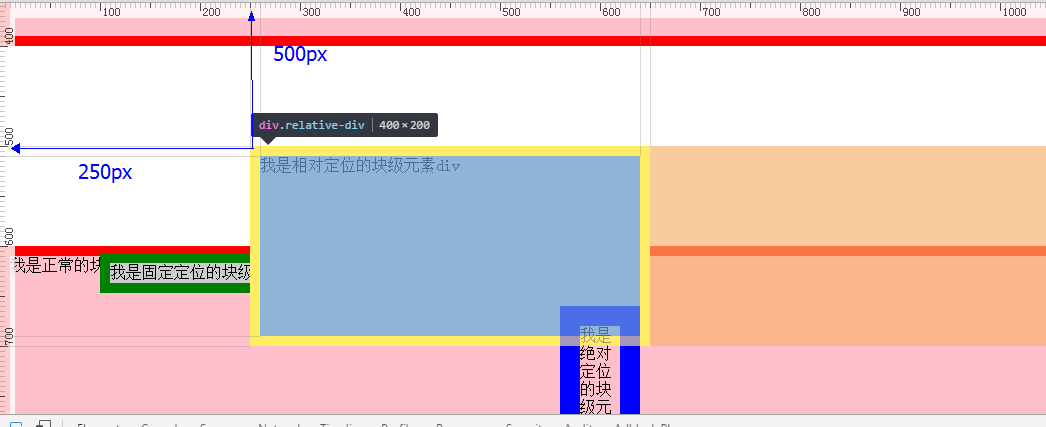 100 200 300 400 500 600 700 800 900 1000
400
500px
div.relative-div 400×200
500
250px
我是相对定位的块级元素div
600
我是正常的块
我是固定定位的块级
700
我是
绝对
定位
的块
级元